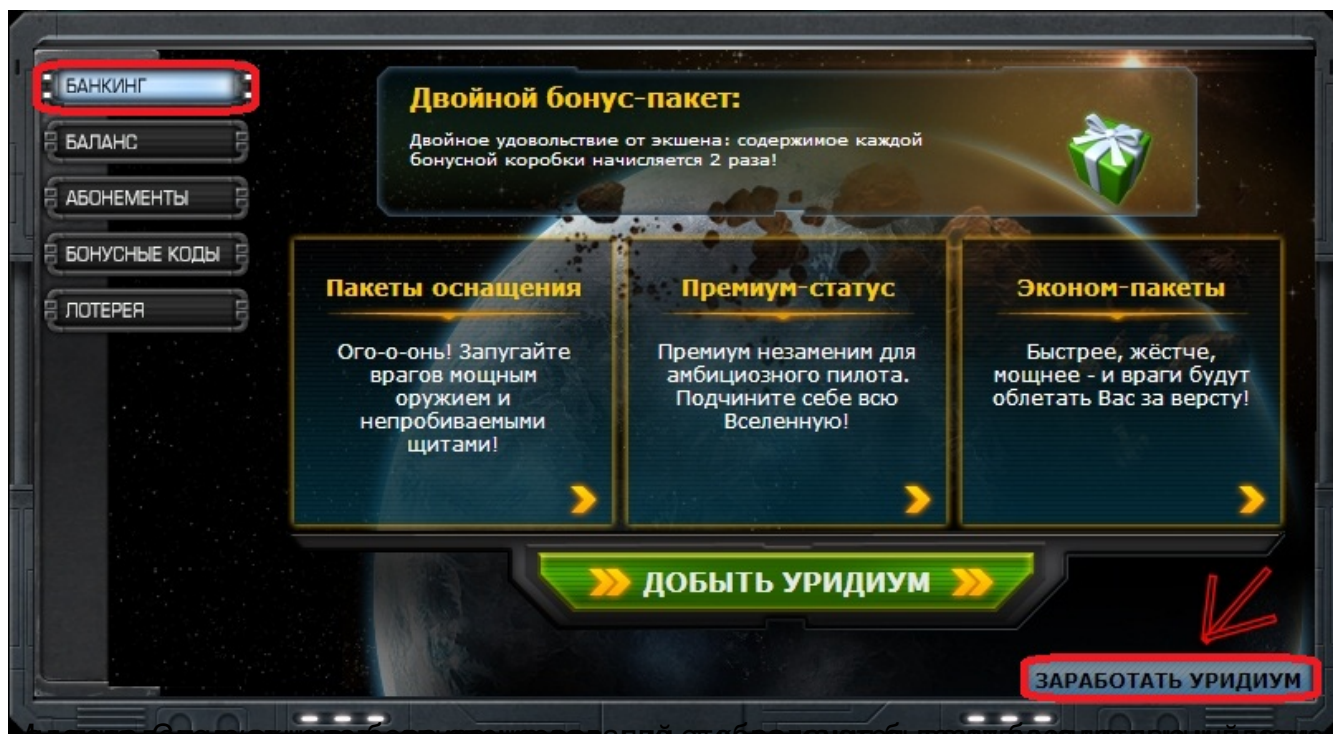 БАНКИНГ
БАЛАНС
АБОНЕМЕНТЫ
БОНУСНЫЕ КОДЫ
ЛОТЕРЕЯ
Двойной бонус-пакет:
Двойное удовольствие от экшена: содержимое каждой
бонусной коробки начисляется 2 раза!
Пакеты оснащения
Ого-о-онь! Запугайте
врагов мощным
оружием и
непробиваемыми
щитами!
Премиум-статус
Премиум незаменим для
амбициозного пилота.
Подчините себе всю
Вселенную!
Эконом-пакеты
Быстрее, жёстче,
мощнее - и враги будут
облетать Вас за версту!
ДОБЫТЬ УРИДИУМ
ЗАРАБОТАТЬ УРИДИУМ